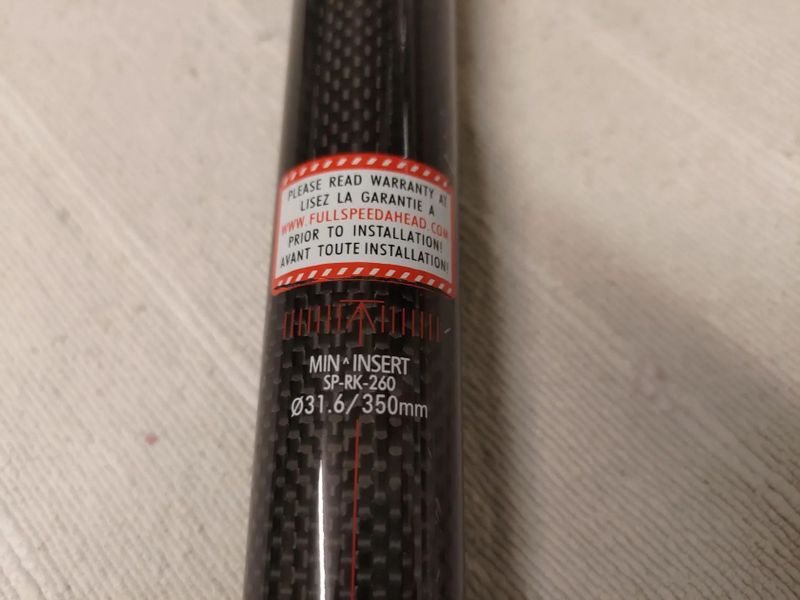 PLEASE READ WARRANTY AT
LISEZ LA GARANTIE A
WWW.FULLSPEEDAHEAD.COM
PRIOR TO INSTALLATION!
AVANT TOUTE INSTALLATION!
MIN ^ INSERT
SP-RK-260
Ø31.6/350mm